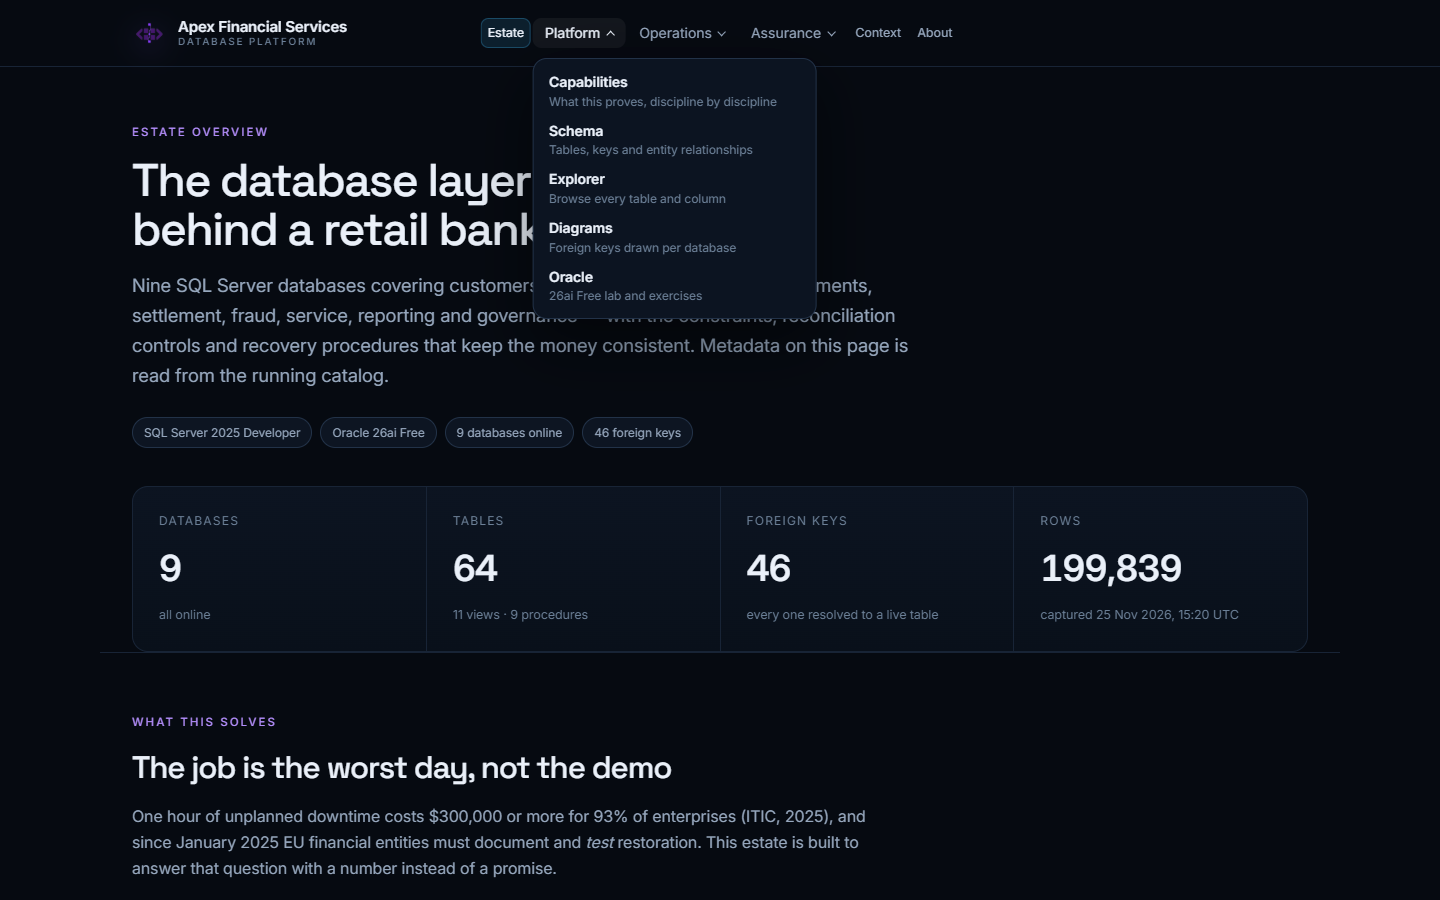 Apex Financial Services
DATABASE PLATFORM
Estate
Platform
Operations
Assurance
Context
About
Capabilities
What this proves, discipline by discipline
Schema
Tables, keys and entity relationships
Explorer
Browse every table and column
Diagrams
Foreign keys drawn per database
Oracle
26ai Free lab and exercises
ESTATE OVERVIEW
The database layer
behind a retail bank
Nine SQL Server databases covering customers
settlement, fraud, service, reporting and governance — with the constraints, reconciliation
controls and recovery procedures that keep the money consistent. Metadata on this page is
read from the running catalog.
SQL Server 2025 Developer
Oracle 26ai Free
9 databases online
46 foreign keys
DATABASES
9
all online
TABLES
64
11 views · 9 procedures
FOREIGN KEYS
46
every one resolved to a live table
ROWS
199,839
captured 25 Nov 2026, 15:20 UTC
WHAT THIS SOLVES
The job is the worst day, not the demo
One hour of unplanned downtime costs $300,000 or more for 93% of enterprises (ITIC, 2025), and
since January 2025 EU financial entities must document and test restoration. This estate is built to
answer that question with a number instead of a promise.